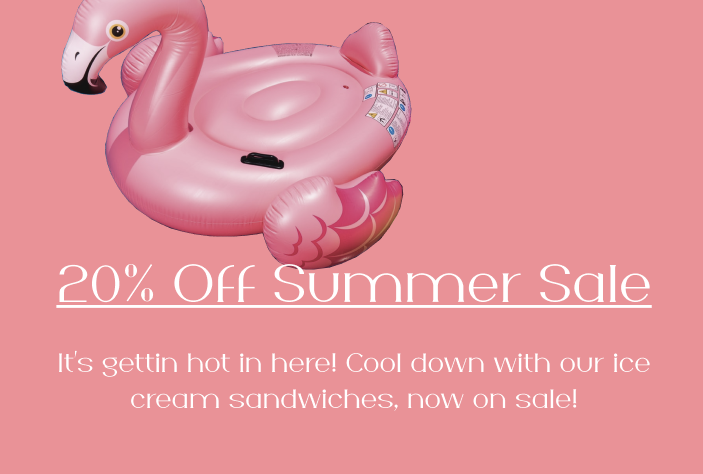 20% Off Summer Sale
It's gettin hot in here! Cool down with our ice
cream sandwiches, now on sale!